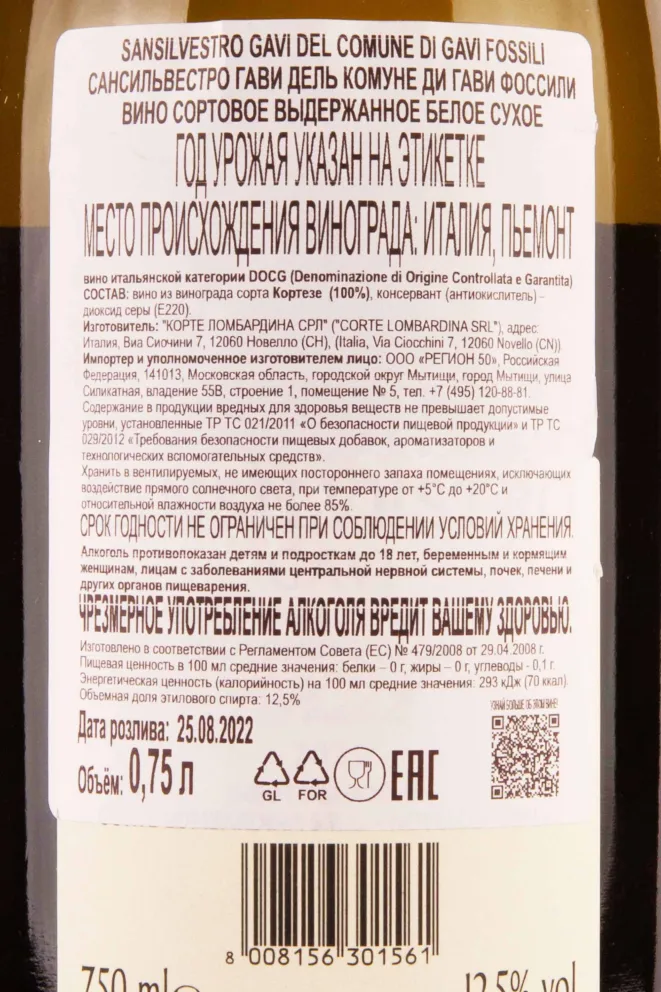 SANSILVESTRO GAVI DEL COMUNE DI GAVI FOSSILI
САНСИЛЬВЕСТРО ГАВИ ДЕЛЬ КОМУНЕ ДИ ГАВИ ФОССИЛИ
ВИНО СОРТОВОЕ ВЫДЕРЖАННОЕ БЕЛОЕ СУХОЕ
ГОД УРОЖАЯ УКАЗАН НА ЭТИКЕТКЕ
МЕСТО ПРОИСХОЖДЕНИЯ ВИНОГРАДА: ИТАЛИЯ, ПЬЕМОНТ
вино итальянской категории DOCG (Denominazione di Origine Controllata e Garantita)
СОСТАВ: вино из винограда сорта Кортезе (100%), консервант (антиокислитель) –
диоксид серы (E220).
Изготовитель: "КОРТЕ ЛОМБАРДИНА СРЛ" ("CORTE LOMBARDINA SRL"), адрес:
Италия, Виа Сиочини 7, 12060 Новелло (CH), (Italia, Via Ciocchini 7, 12060 Novello (CN)).
Импортер и уполномоченное изготовителем лицо: ООО «РЕГИОН 50», Российская
Федерация, 141013, Московская область, городской округ Мытищи, город Мытищи, улица
Силикатная, владение 55В, строение 1, помещение № 5, тел. +7 (495) 120-88-81.
Содержание в продукции вредных для здоровья веществ не превышает допустимые
уровни, установленные ТР ТС 021/2011 «О безопасности пищевой продукции» и ТР ТС
029/2012 «Требования безопасности пищевых добавок, ароматизаторов и
технологических вспомогательных средств».
Хранить в вентилируемых, не имеющих постороннего запаха помещениях, исключающих
воздействие прямого солнечного света, при температуре от +5°С до +20°С и
относительной влажности воздуха не более 85%.
СРОК ГОДНОСТИ НЕ ОГРАНИЧЕН ПРИ СОБЛЮДЕНИИ УСЛОВИЙ ХРАНЕНИЯ.
Алкоголь противопоказан детям и подросткам до 18 лет, беременным и кормящим
женщинам, лицам с заболеваниями центральной нервной системы, почек, печени и
других органов пищеварения.
ЧРЕЗМЕРНОЕ УПОТРЕБЛЕНИЕ АЛКОГОЛЯ ВРЕДИТ ВАШЕМУ ЗДОРОВЬЮ.
Изготовлено в соответствии с Регламентом Совета (ЕС) № 479/2008 от 29.04.2008 г.
Пищевая ценность в 100 мл средние значения: белки – 0 г, жиры – 0 г, углеводы - 0,1 г.
Энергетическая ценность (калорийность) на 100 мл средние значения: 293 кДж (70 ккал).
Объемная доля этилового спирта: 12,5%
УЗНАЙ БОЛЬШЕ ОБ ЭТОМ ВИНЕ!
Дата розлива: 25.08.2022
Объём: 0,75 л
GL FOR EAC
8 008156 301561
750 ml e 12.5% vol